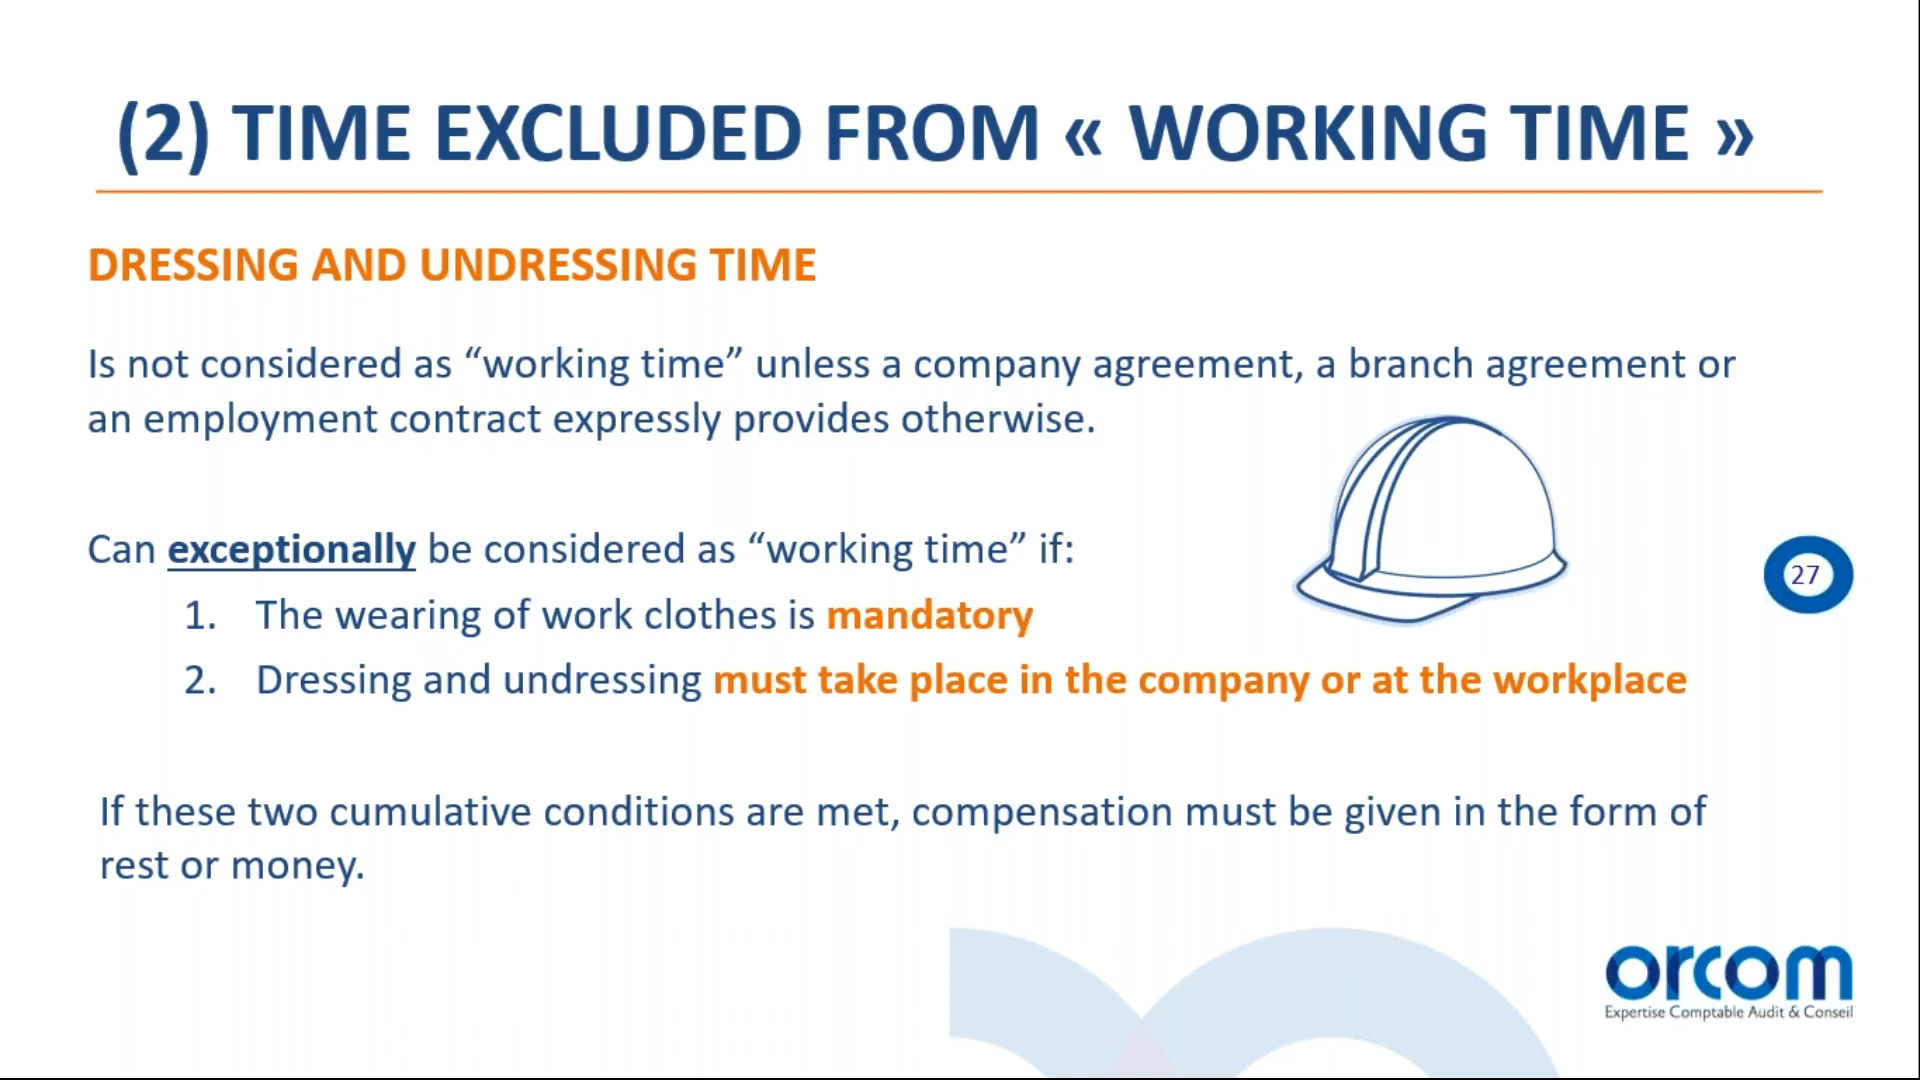 (2) TIME EXCLUDED FROM « WORKING TIME »
DRESSING AND UNDRESSING TIME
Is not considered as “working time” unless a company agreement, a branch agreement or
an employment contract expressly provides otherwise.
Can exceptionally be considered as “working time” if:
1. The wearing of work clothes is mandatory
2. Dressing and undressing must take place in the company or at the workplace
27
If these two cumulative conditions are met, compensation must be given in the form of
rest or money.
orcom
Expertise Comptable Audit & Conseil